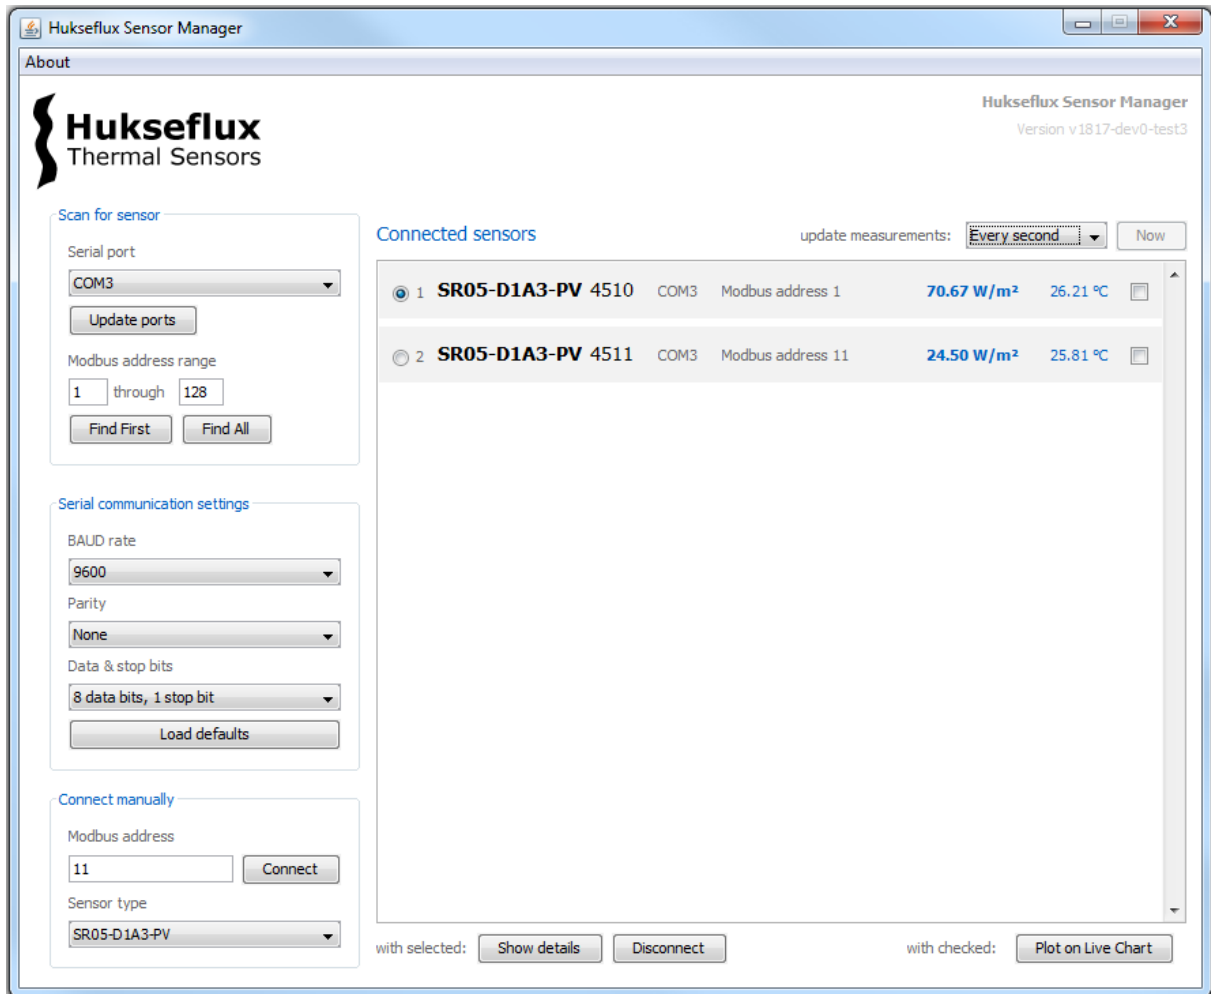 Hukseflux Sensor Manager
About
Hukseflux
Thermal Sensors
Hukseflux Sensor Manager
Version v1817-dev0-test3
Scan for sensor
Serial port
COM3
Update ports
Modbus address range
1 through 128
Find First Find All
Serial communication settings
BAUD rate
9600
Parity
None
Data & stop bits
8 data bits, 1 stop bit
Load defaults
Connect manually
Modbus address
11 Connect
Sensor type
SR05-D1A3-PV
Connected sensors update measurements: Every second Now
1 SR05-D1A3-PV 4510 COM3 Modbus address 1 70.67 W/m² 26.21 °C
2 SR05-D1A3-PV 4511 COM3 Modbus address 11 24.50 W/m² 25.81 °C
with selected: Show details Disconnect with checked: Plot on Live Chart